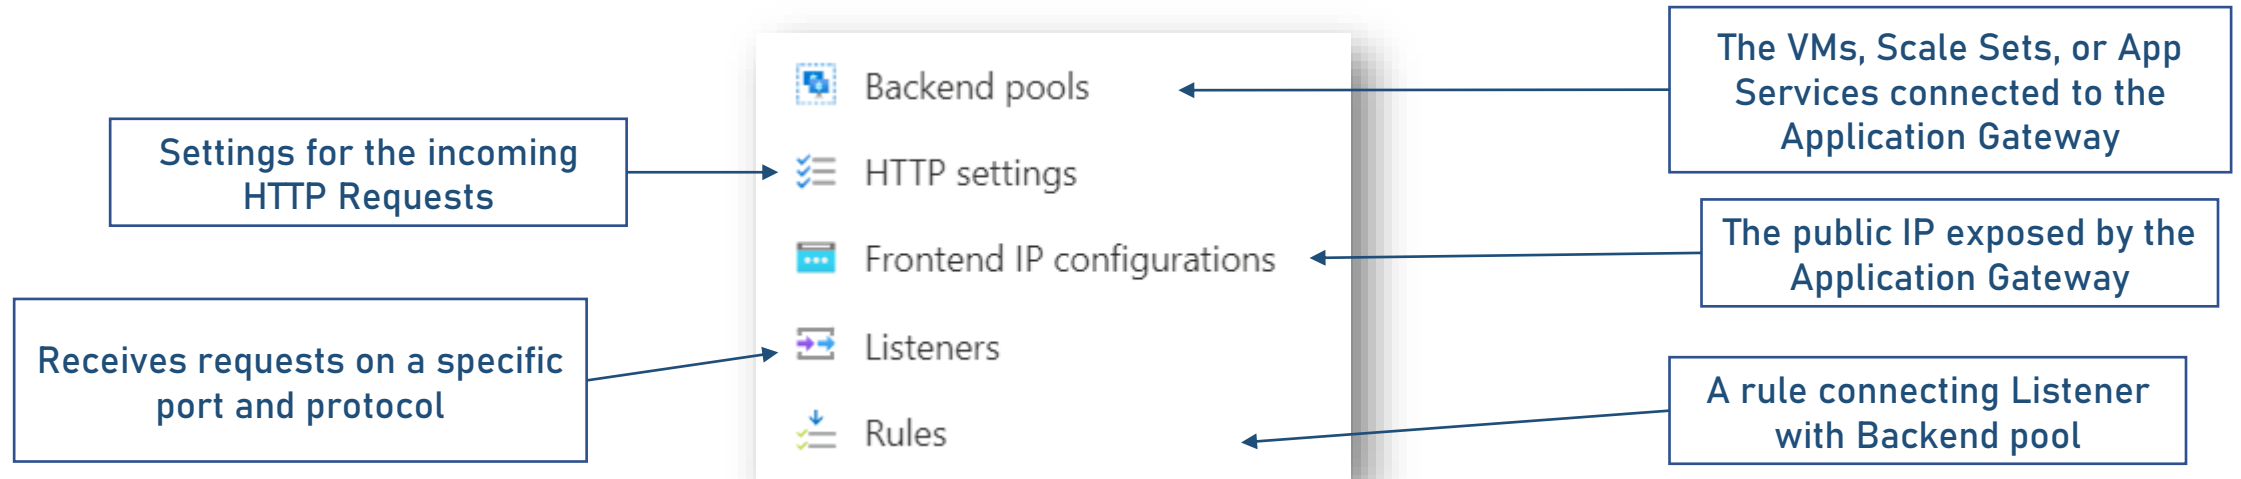 Backend pools
HTTP settings
Frontend IP configurations
Listeners
Rules
Settings for the incoming
HTTP Requests
Receives requests on a specific
port and protocol
The VMs, Scale Sets, or App
Services connected to the
Application Gateway
The public IP exposed by the
Application Gateway
A rule connecting Listener
with Backend pool